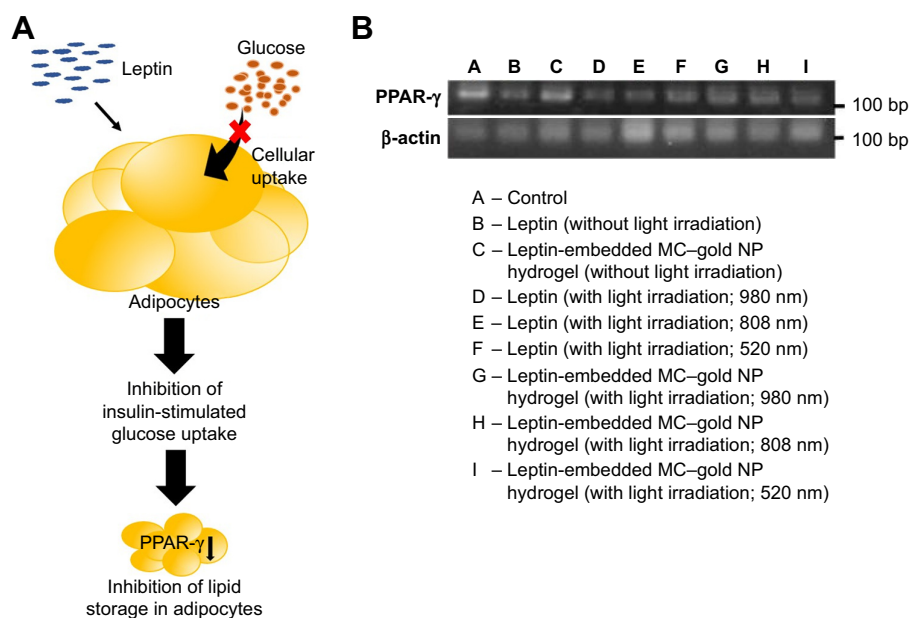 A
Leptin
Glucose
Cellular
uptake
Adipocytes
Inhibition of
insulin-stimulated
glucose uptake
PPAR-γ
Inhibition of lipid
storage in adipocytes
B
A B C D E F G H I
PPAR-γ
100 bp
β-actin
100 bp
A – Control
B – Leptin (without light irradiation)
C – Leptin-embedded MC–gold NP
hydrogel (without light irradiation)
D – Leptin (with light irradiation; 980 nm)
E – Leptin (with light irradiation; 808 nm)
F – Leptin (with light irradiation; 520 nm)
G – Leptin-embedded MC–gold NP
hydrogel (with light irradiation; 980 nm)
H – Leptin-embedded MC–gold NP
hydrogel (with light irradiation; 808 nm)
I – Leptin-embedded MC–gold NP
hydrogel (with light irradiation; 520 nm)